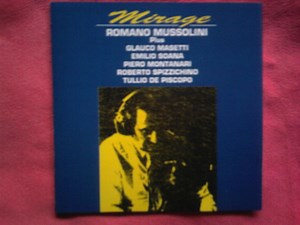 Mirage
ROMANO MUSSOLINI
Plus
GLAUCO MASETTI
EMILIO SOANA
PIERO MONTANARI
ROBERTO SPIZZICHINO
TULLIO DE PISCOPO